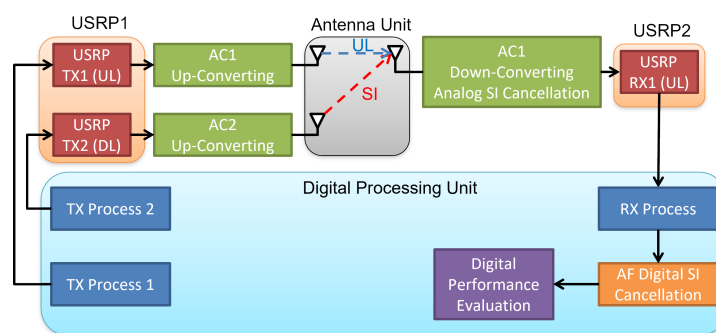 USRP1
Antenna Unit
USRP2
USRP
TX1 (UL)
AC1
Up-Converting
UL
AC1
Down-Converting
Analog SI Cancellation
USRP
RX1 (UL)
SI
USRP
TX2 (DL)
AC2
Up-Converting
Digital Processing Unit
TX Process 2
RX Process
TX Process 1
Digital
Performance
Evaluation
AF Digital SI
Cancellation